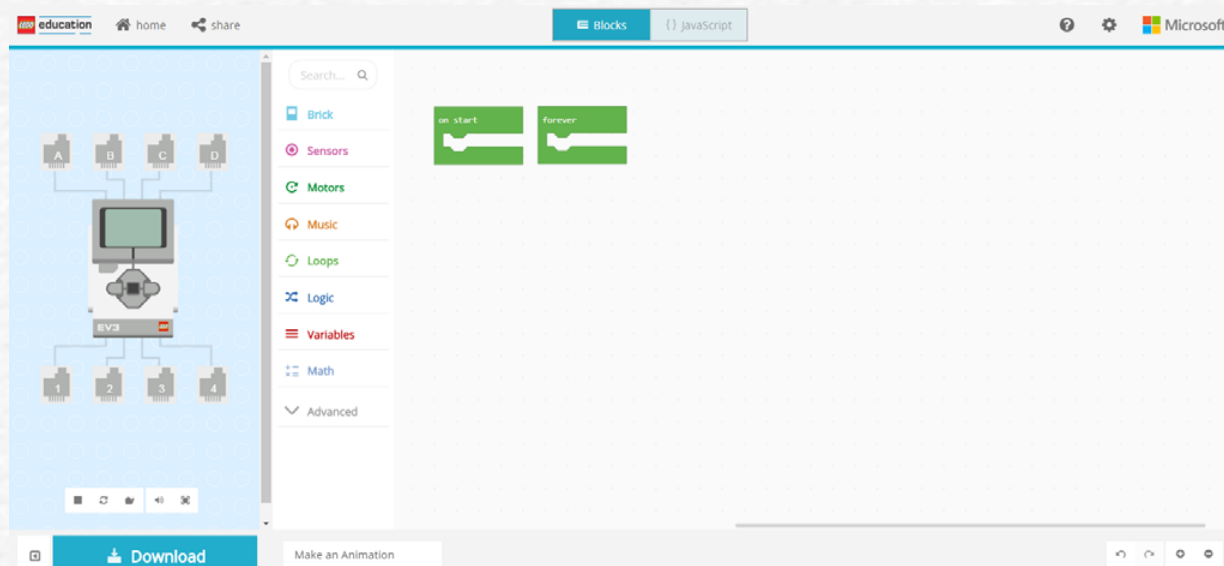 LEGO education home share Blocks {} JavaScript Microsoft
Search...
Brick
on start forever
Sensors
A B C D
Motors
Music
Loops
Logic
EV3
Variables
Math
1 2 3 4
Advanced
Download Make an Animation